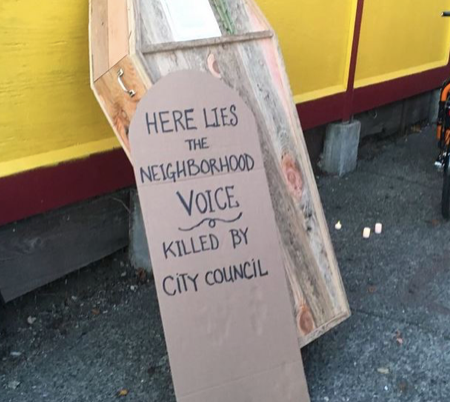 HERE LIES
THE
NEIGHBORHOOD
VOICE
KILLED BY
CITY COUNCIL